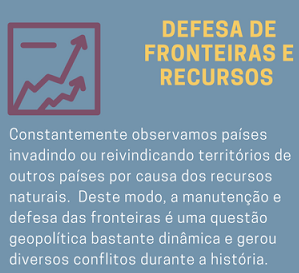 DEFESA DE
FRONTEIRAS E
RECURSOS
Constantemente observamos países
invadindo ou reivindicando territórios de
outros países por causa dos recursos
naturais. Deste modo, a manutenção e
defesa das fronteiras é uma questão
geopolítica bastante dinâmica e gerou
diversos conflitos durante a história.